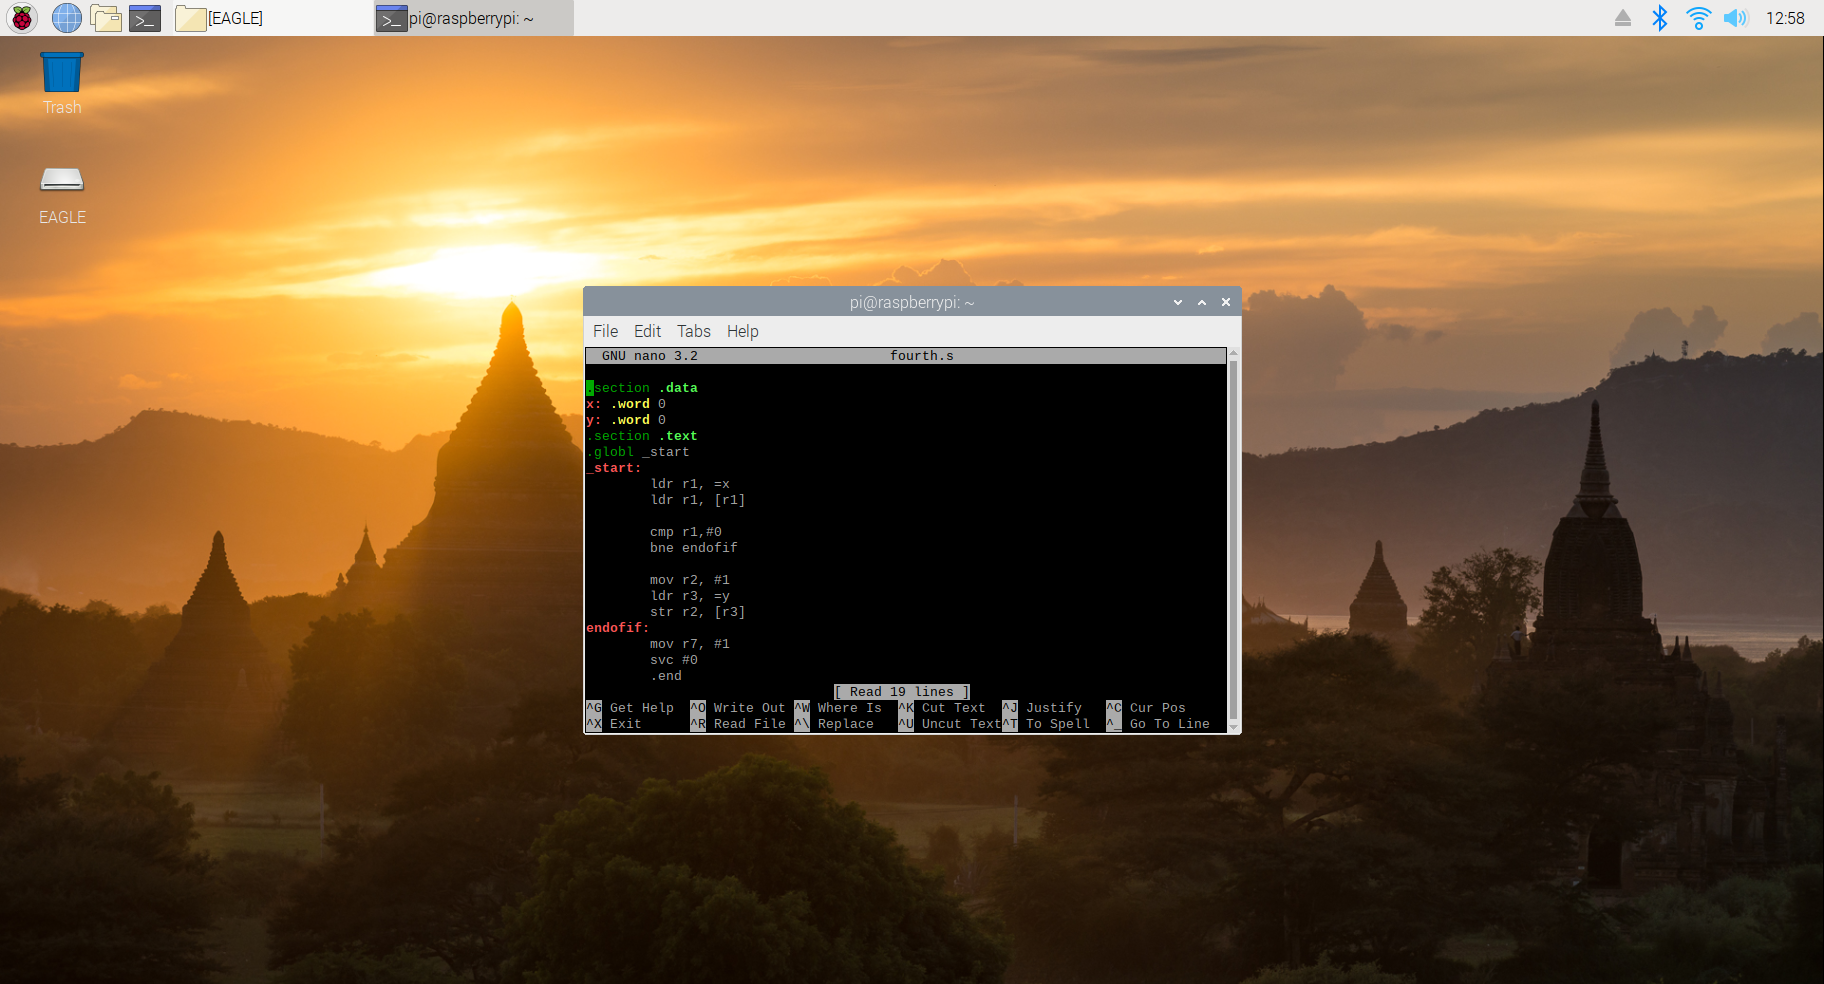 [EAGLE]
pi@raspberrypi: ~
12:58
Trash
EAGLE
pi@raspberrypi: ~
File Edit Tabs Help
GNU nano 3.2 fourth.s
.section .data
x: .word 0
y: .word 0
.section .text
.globl _start
_start:
ldr r1, =x
ldr r1, [r1]
cmp r1,#0
bne endofif
mov r2, #1
ldr r3, =y
str r2, [r3]
endofif:
mov r7, #1
svc #0
.end
[ Read 19 lines ]
^G Get Help ^O Write Out ^W Where Is ^K Cut Text ^J Justify ^C Cur Pos
^X Exit ^R Read File ^\ Replace ^U Uncut Text ^T To Spell ^_ Go To Line